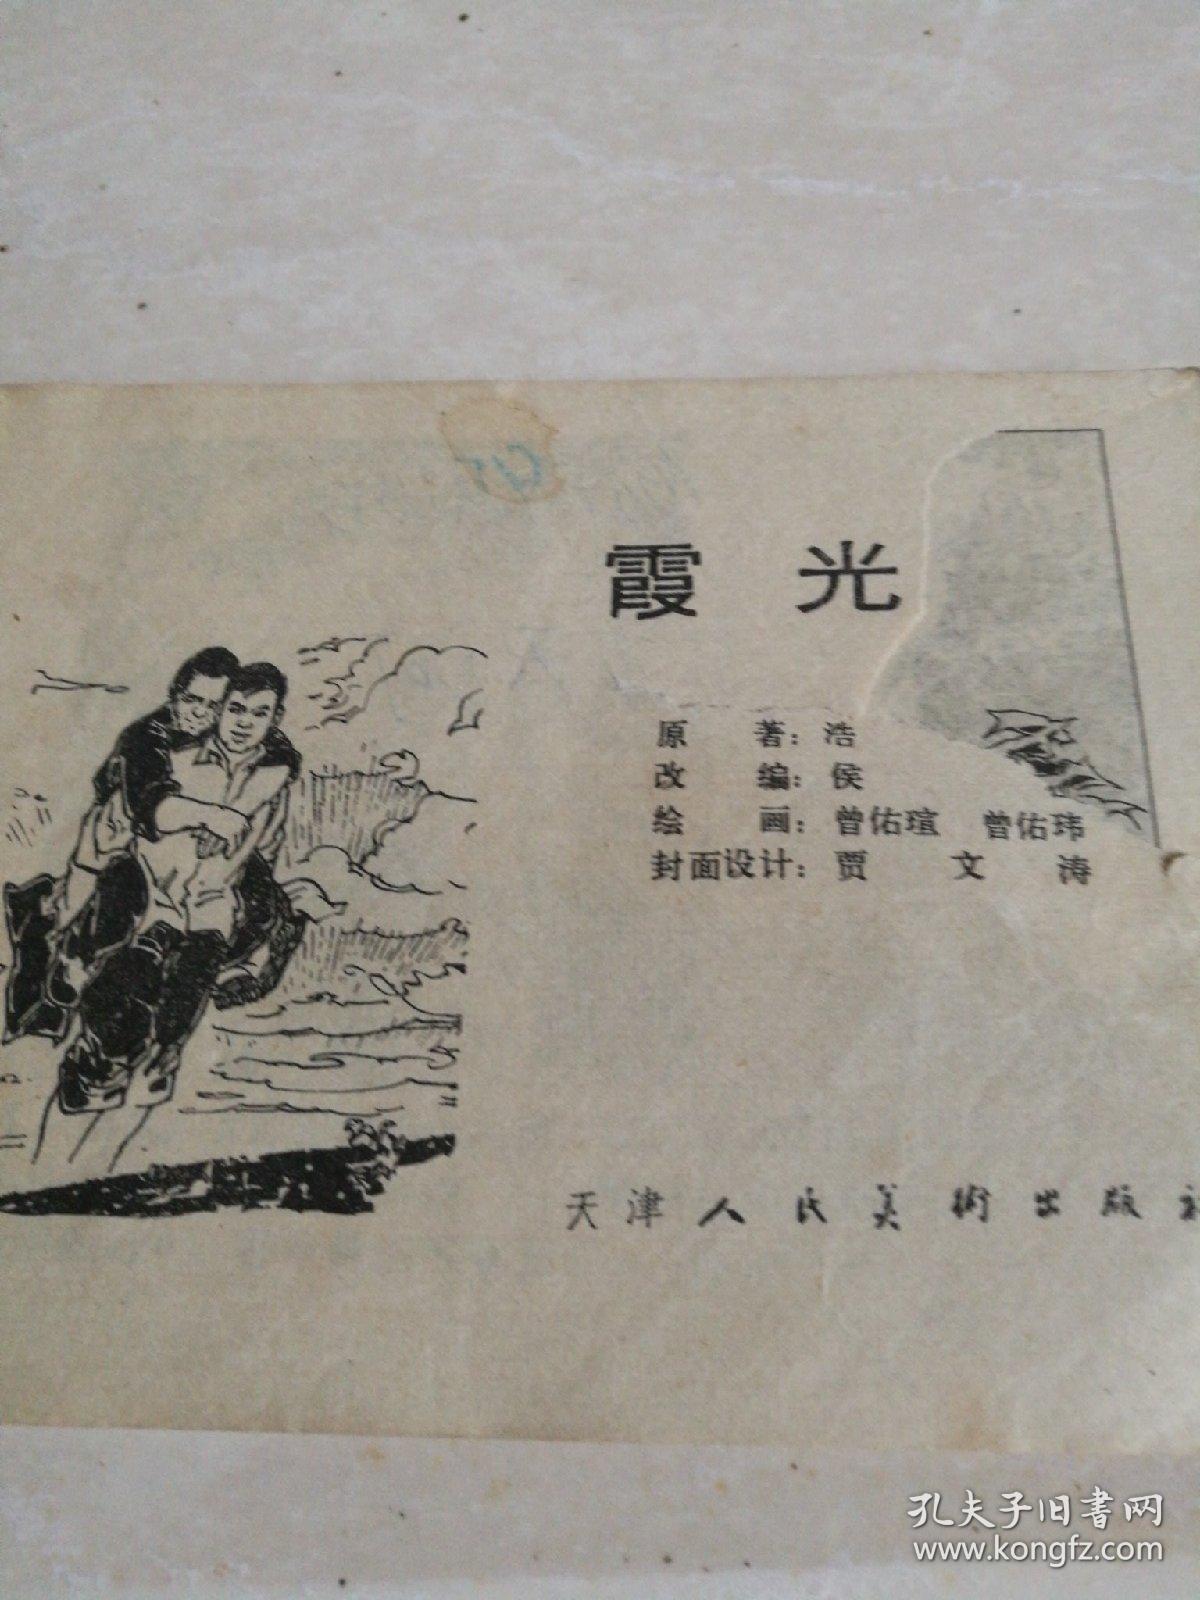 霞光
原著：浩
改编：侯
绘画：曾佑瑄 曾佑玮
封面设计：贾文涛
天津人民美術出版社
孔夫子旧书网
www.kongfz.com